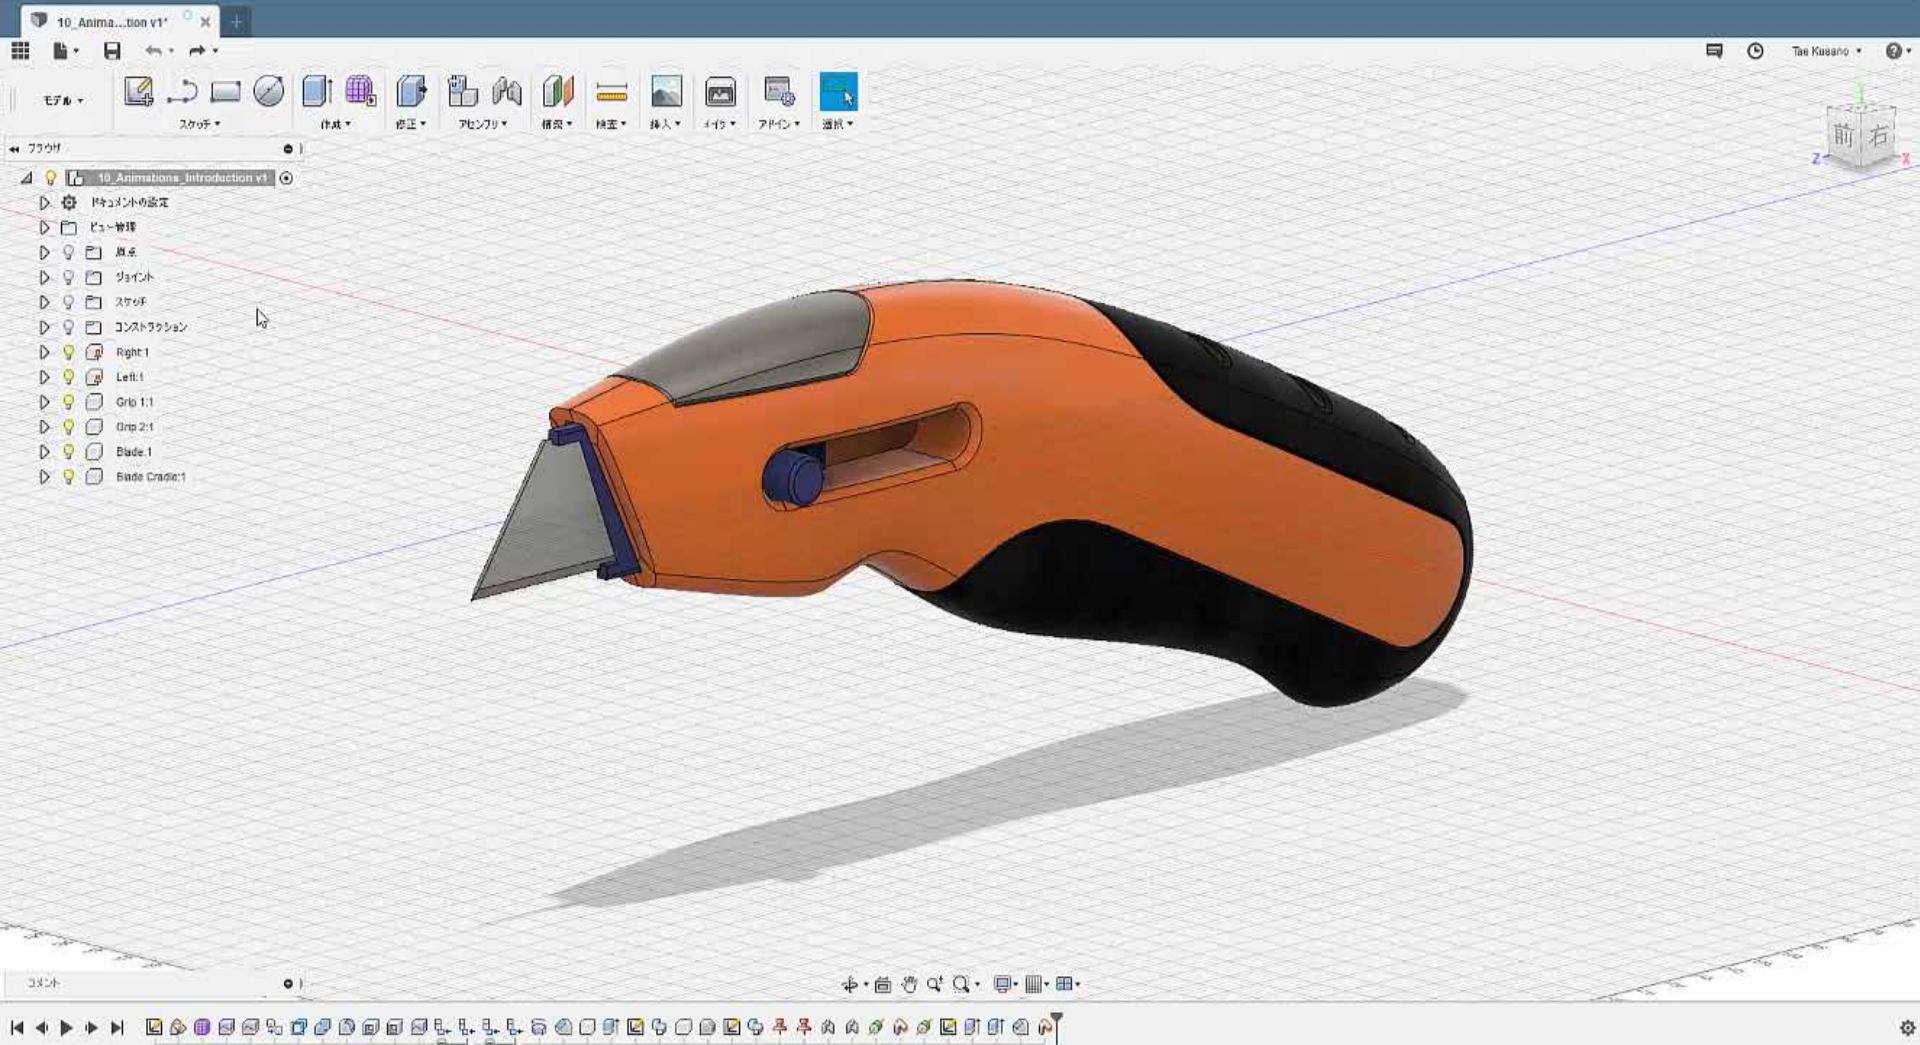 10_Anima...tion v1*
Tae Kusano
モデル
スケッチ
作成
修正
アセンブリ
構築
検査
挿入
メイク
アドイン
選択
ブラウザ
10_Animations_Introduction v1
ドキュメントの設定
ビュー管理
原点
ジョイント
スケッチ
コンストラクション
Right:1
Left:1
Grip 1:1
Grip 2:1
Blade:1
Blade Cradle:1
Y
前
右
Z
X
コメント